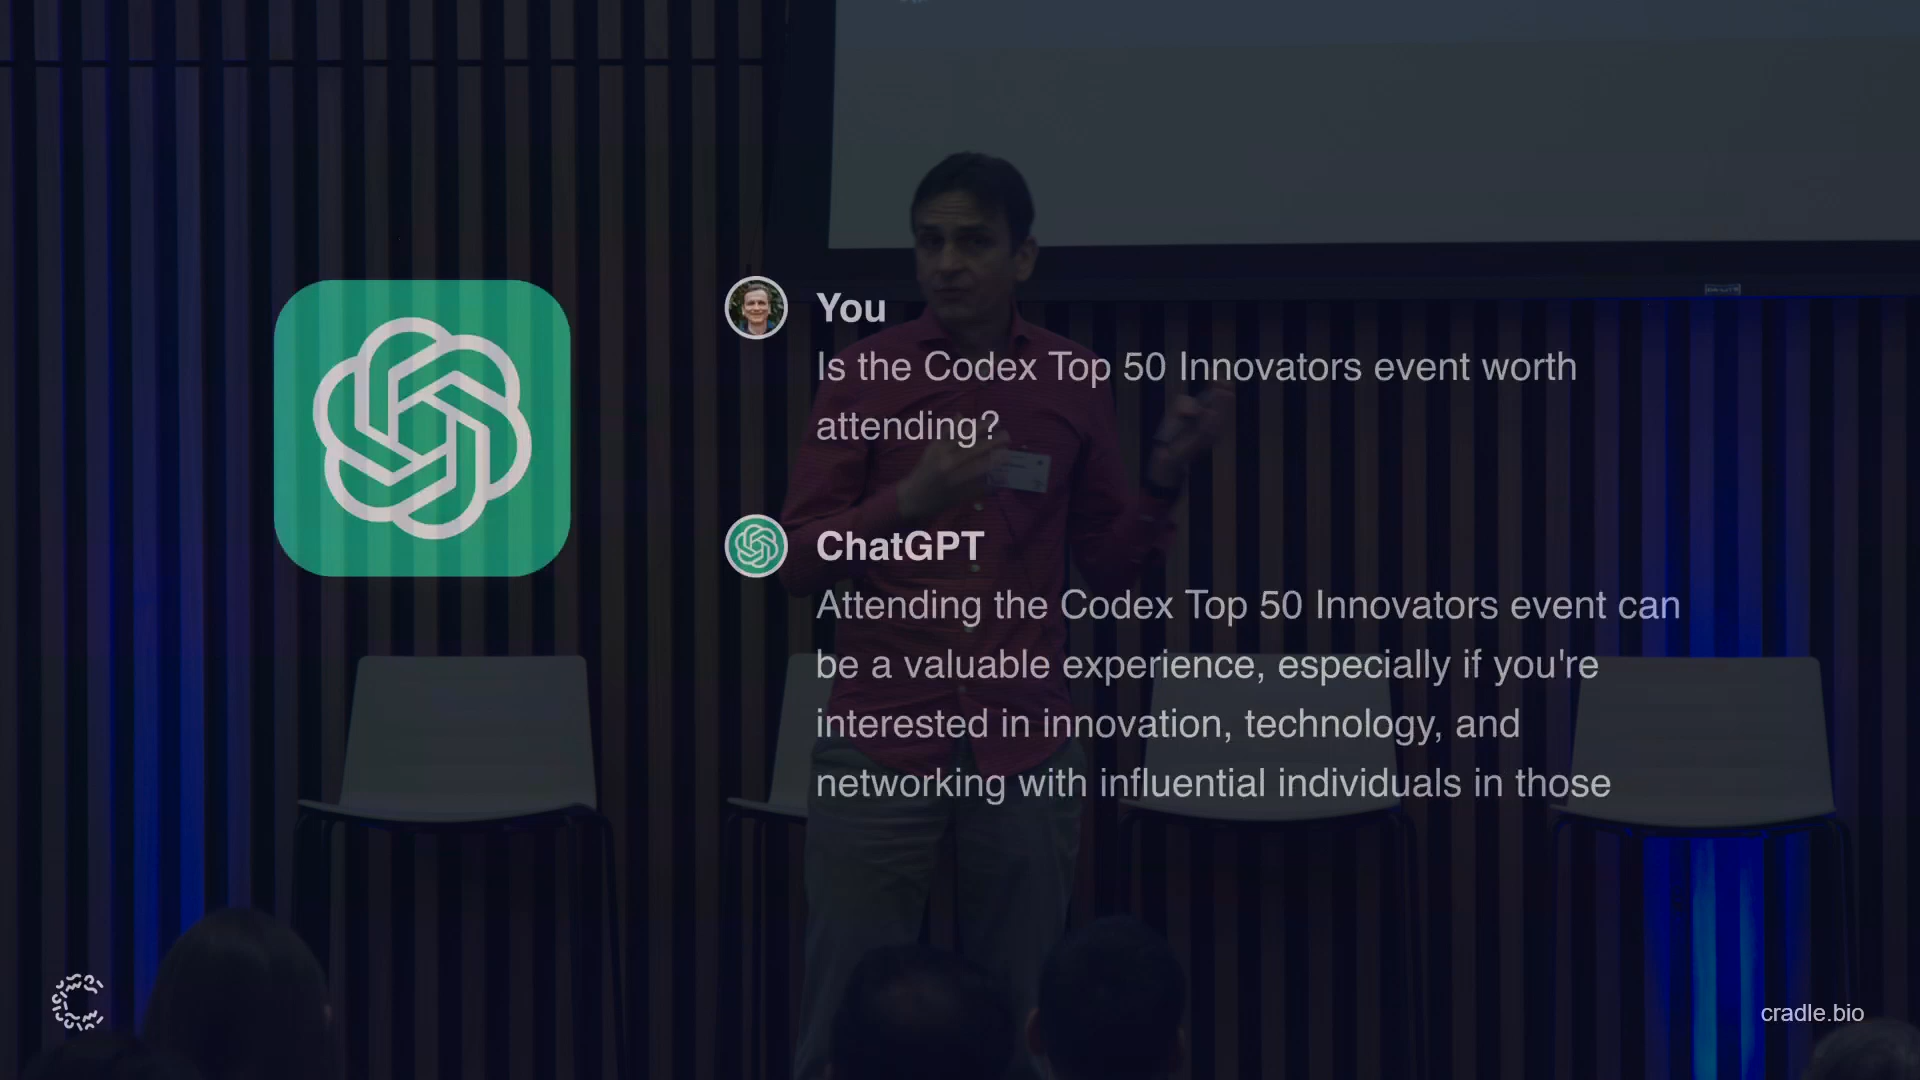 You
Is the Codex Top 50 Innovators event worth
attending?
ChatGPT
Attending the Codex Top 50 Innovators event can
be a valuable experience, especially if you're
interested in innovation, technology, and
networking with influential individuals in those
cradle.bio